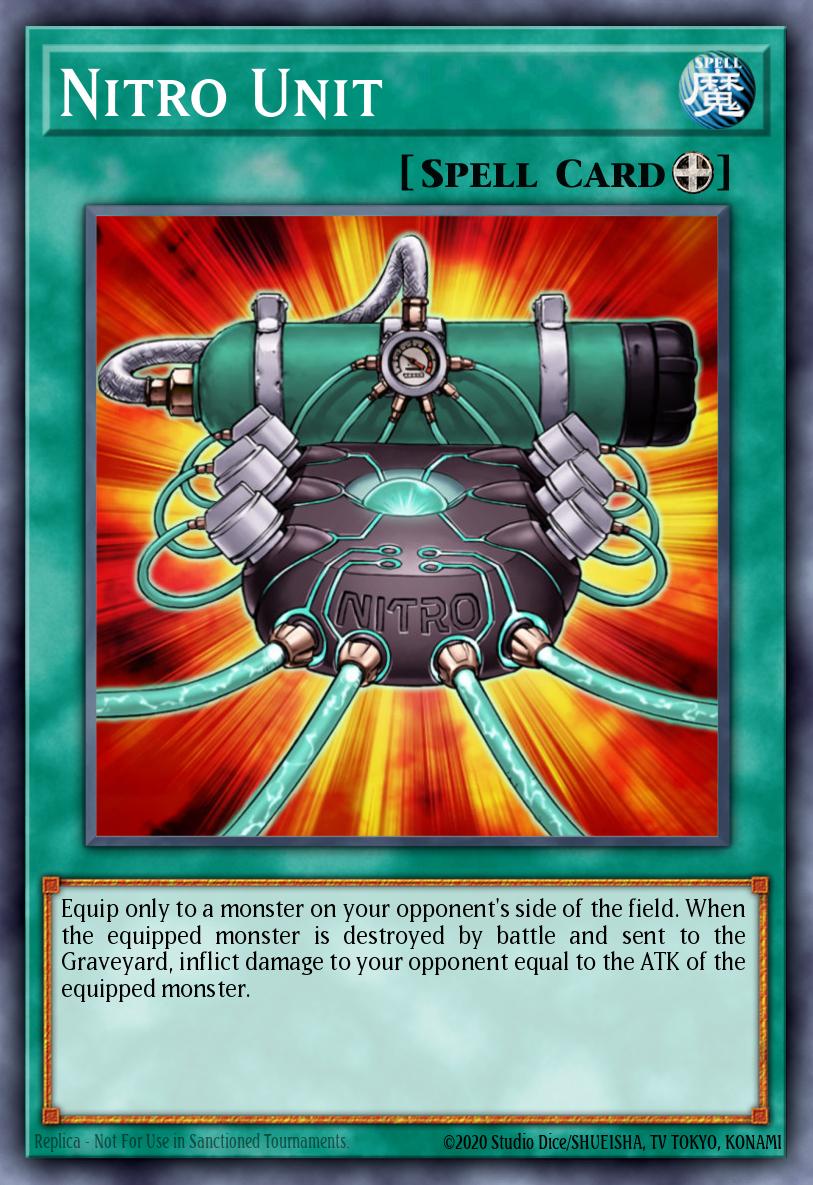 Nitro Unit
SPELL
魔
[Spell Card]
NITRO
Equip only to a monster on your opponent's side of the field. When
the equipped monster is destroyed by battle and sent to the
Graveyard, inflict damage to your opponent equal to the ATK of the
equipped monster.
Replica - Not For Use in Sanctioned Tournaments.
©2020 Studio Dice/SHUEISHA, TV TOKYO, KONAMI